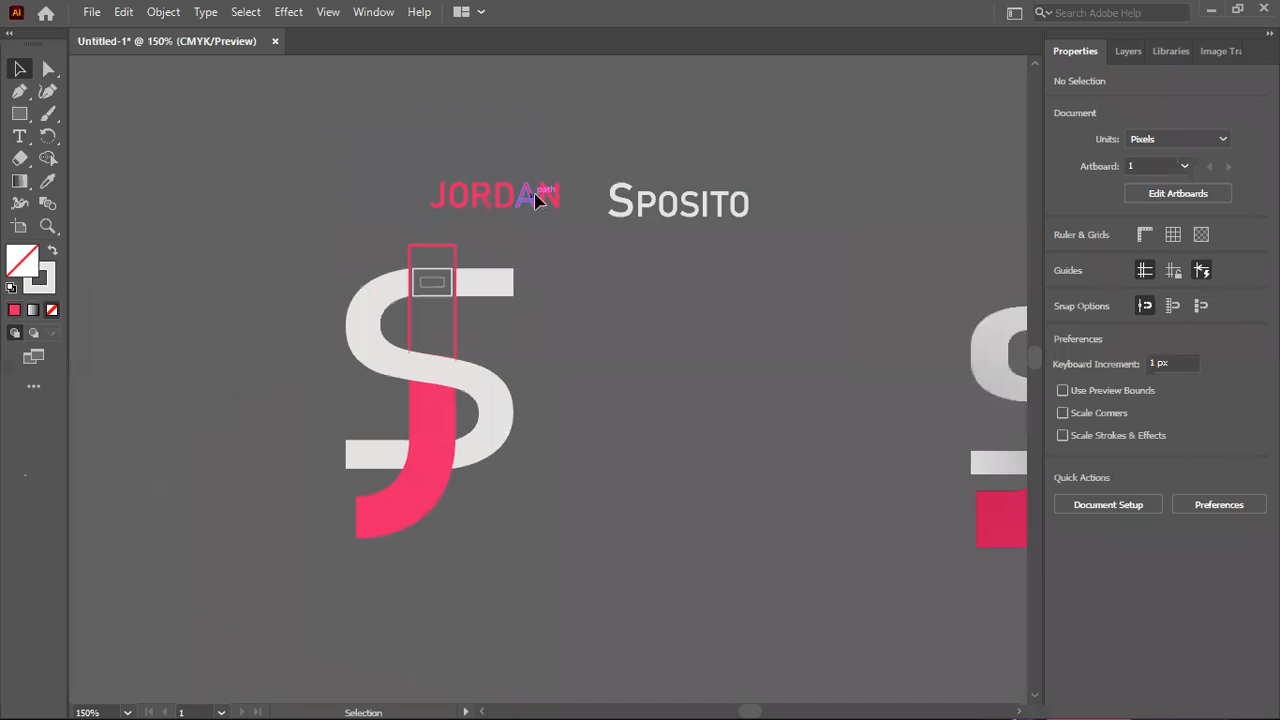 Ai
File
Edit
Object
Type
Select
Effect
View
Window
Help
Search Adobe Help
Untitled-1* @ 150% (CMYK/Preview)
Properties
Layers
Libraries
Image Tra
No Selection
Document
Units:
Pixels
Artboard:
1
Edit Artboards
Ruler & Grids
Guides
Snap Options
Preferences
Keyboard Increment:
1 px
Use Preview Bounds
Scale Corners
Scale Strokes & Effects
Quick Actions
Document Setup
Preferences
JORDAN
path
SPOSITO
S
J
150%
1
Selection